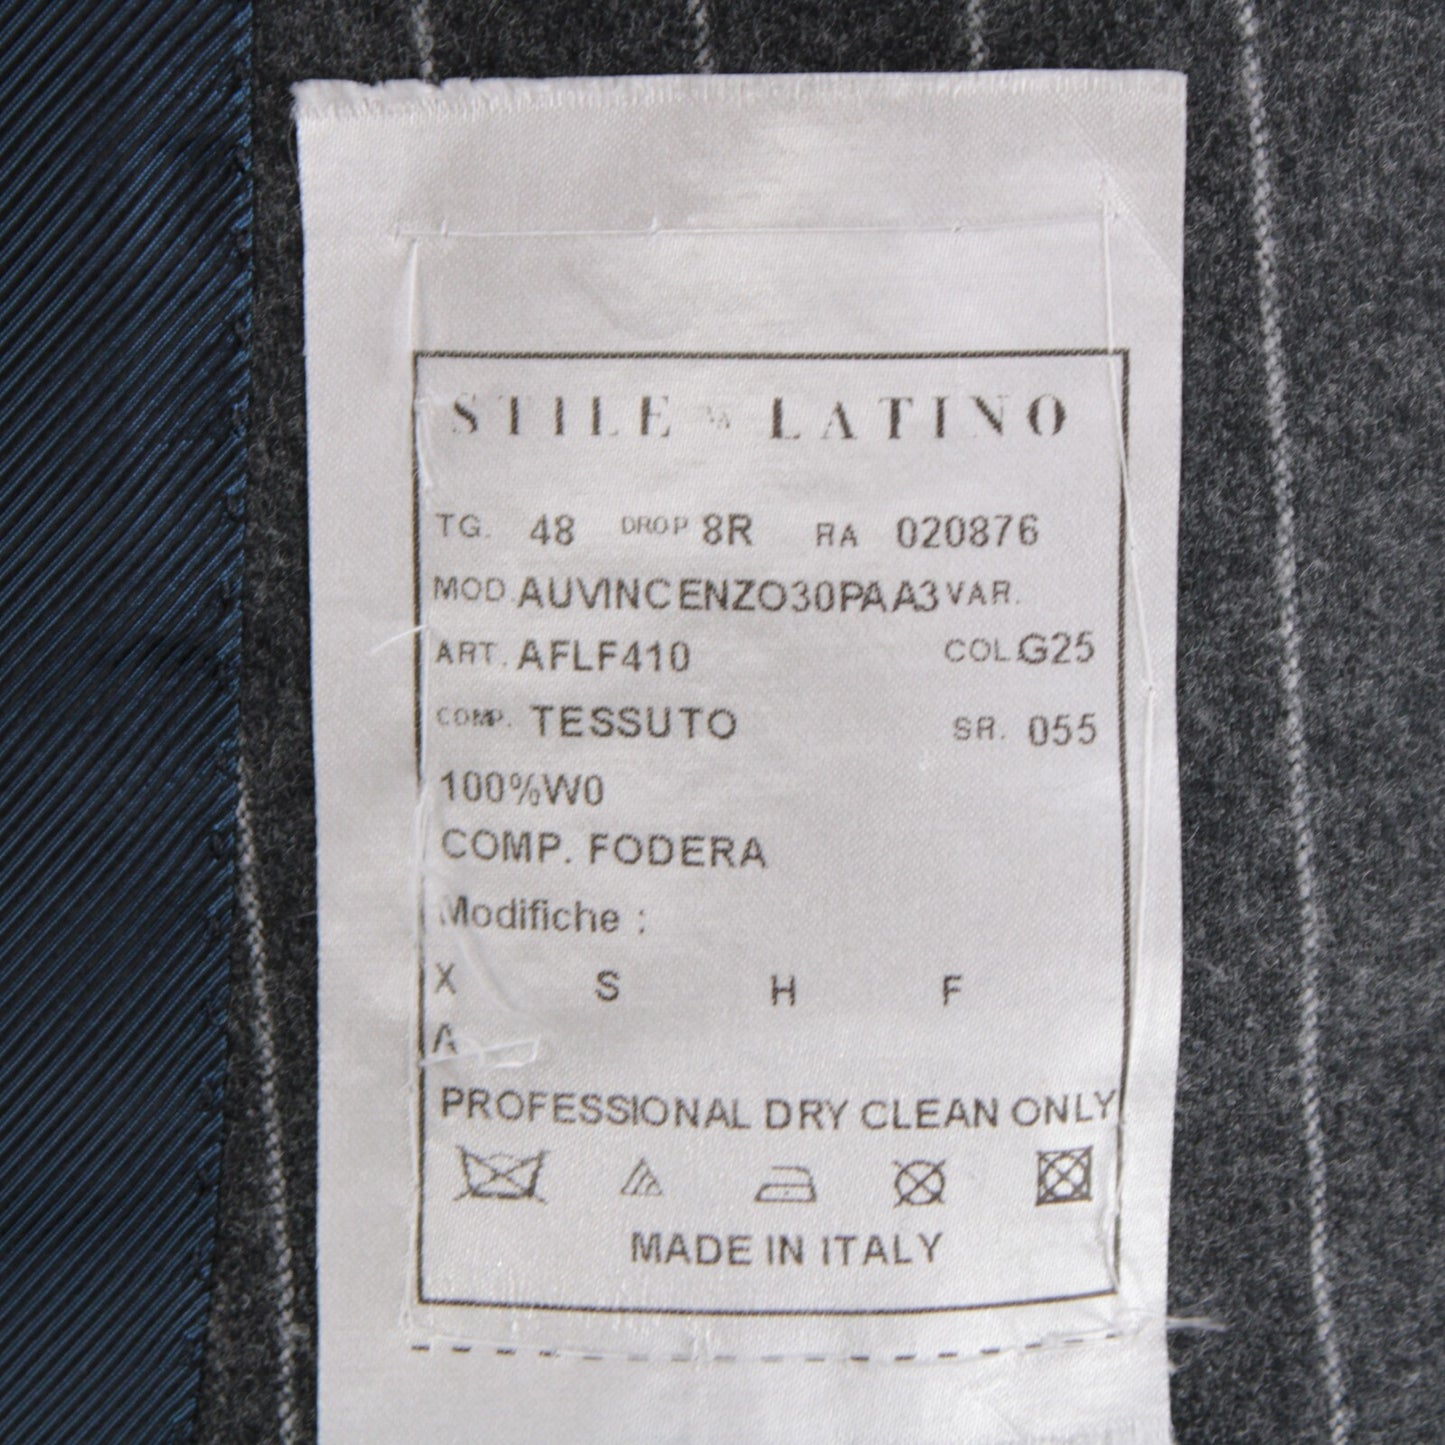 STILE LATINO
TG. 48 DROP 8R RA 020876
MOD. AUVINCENZO30PAA3 VAR.
ART. AFLF410 COL. G25
COMP. TESSUTO SR. 055
100%W0
COMP. FODERA
Modifiche :
X S H F
A
PROFESSIONAL DRY CLEAN ONLY
MADE IN ITALY